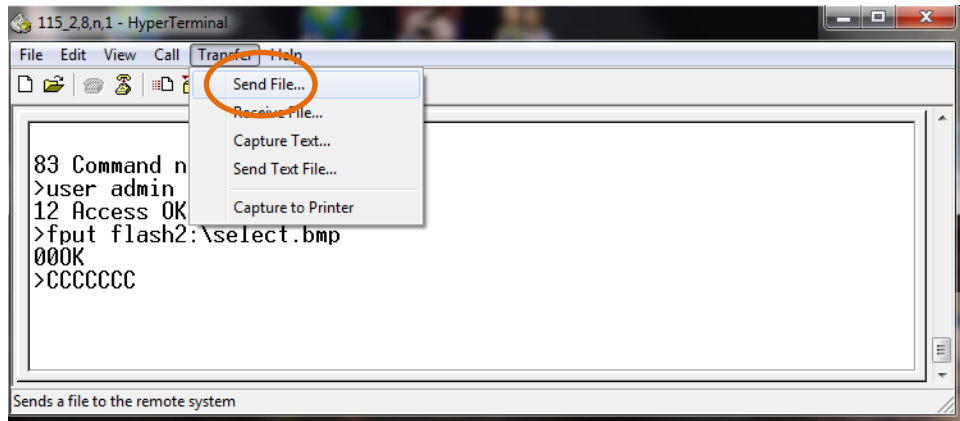 115_2,8,n,1 - HyperTerminal
File Edit View Call Transfer Help
Send File...
Receive File...
Capture Text...
Send Text File...
Capture to Printer
83 Command n
>user admin
12 Access OK
>fput flash2:\select.bmp
00OK
>CCCCCCC
Sends a file to the remote system